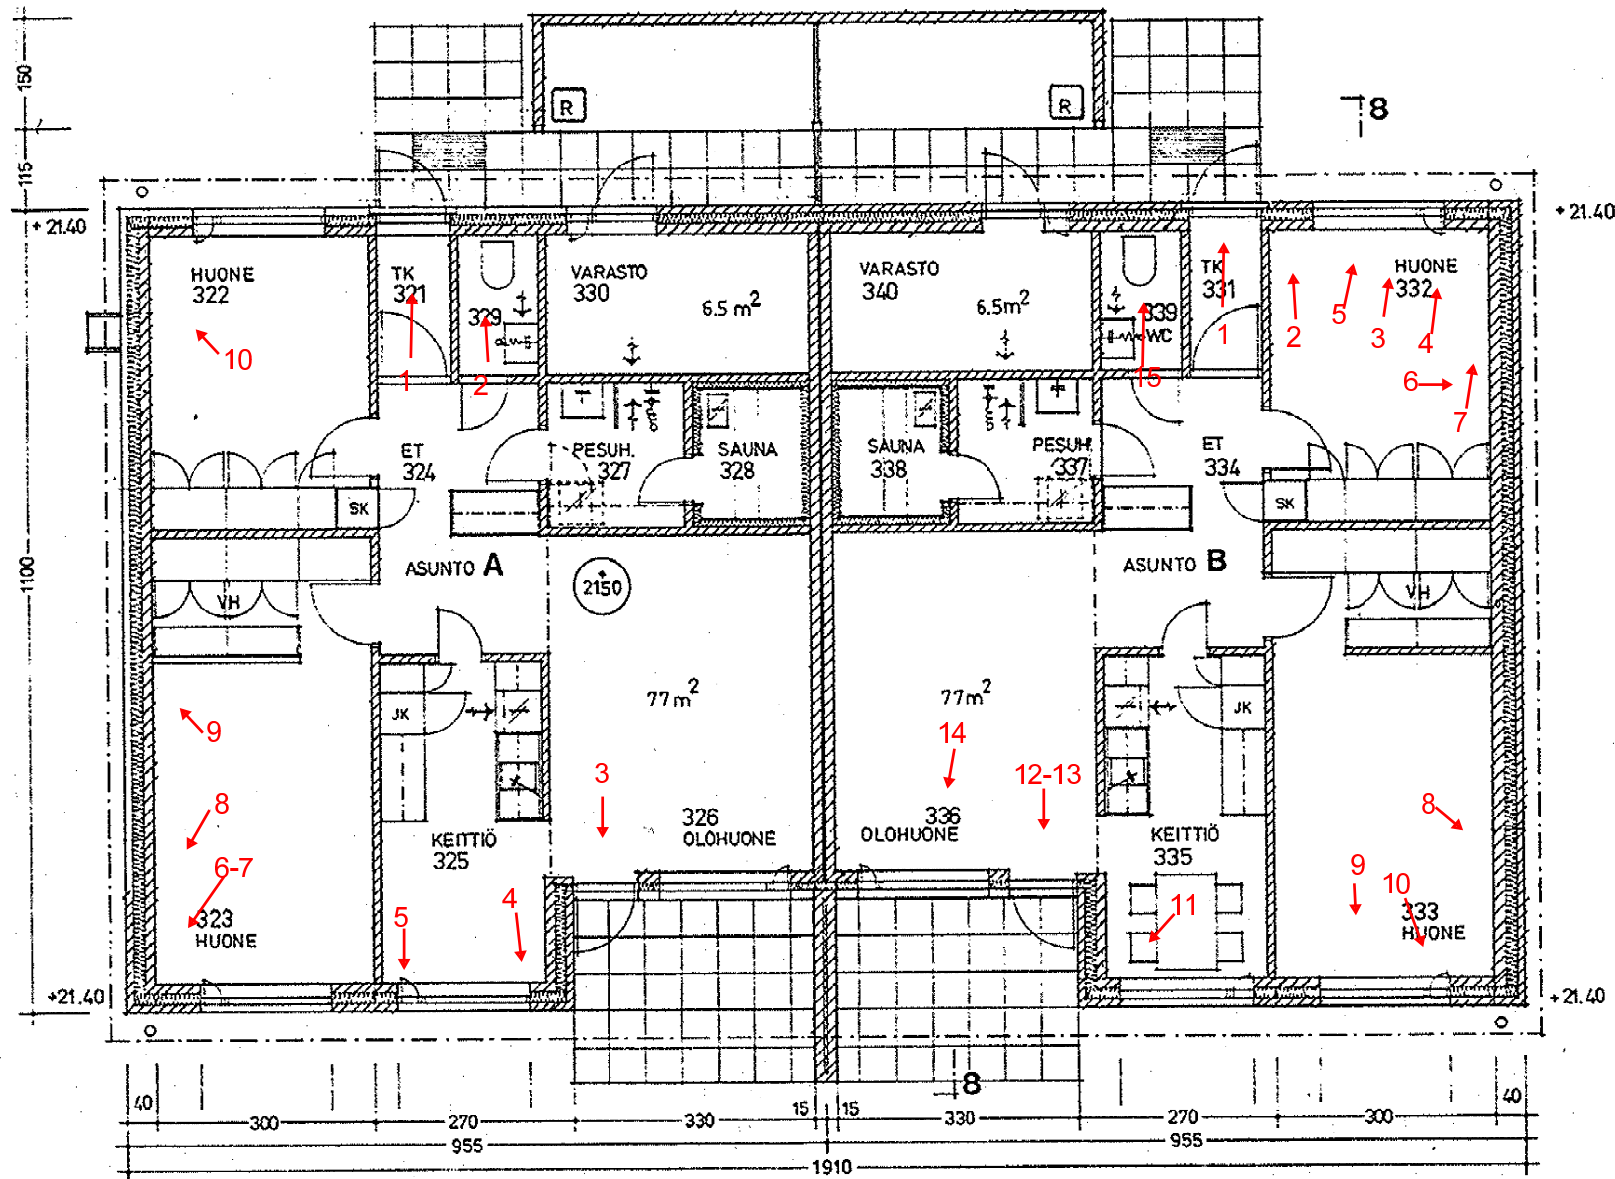 150
R
R
8
115
+ 21.40
+ 21.40
HUONE
322
TK
321
329
VARASTO
330
6.5 m²
VARASTO
340
6.5 m²
339
WC
TK
331
HUONE
332
10
1
2
15
1
2
5
3
4
6
7
ET
324
PESUH.
327
SAUNA
328
SAUNA
338
PESUH.
337
ET
334
SK
SK
1100
ASUNTO A
2150
ASUNTO B
VH
VH
77 m²
77 m²
JK
JK
9
14
3
12-13
8
8
326
OLOHUONE
336
OLOHUONE
KEITTIÖ
325
KEITTIÖ
335
6-7
9
10
4
5
11
323
HUONE
333
HUONE
+21.40
+ 21.40
8
40
300
270
330
15
15
330
270
300
40
955
955
1910